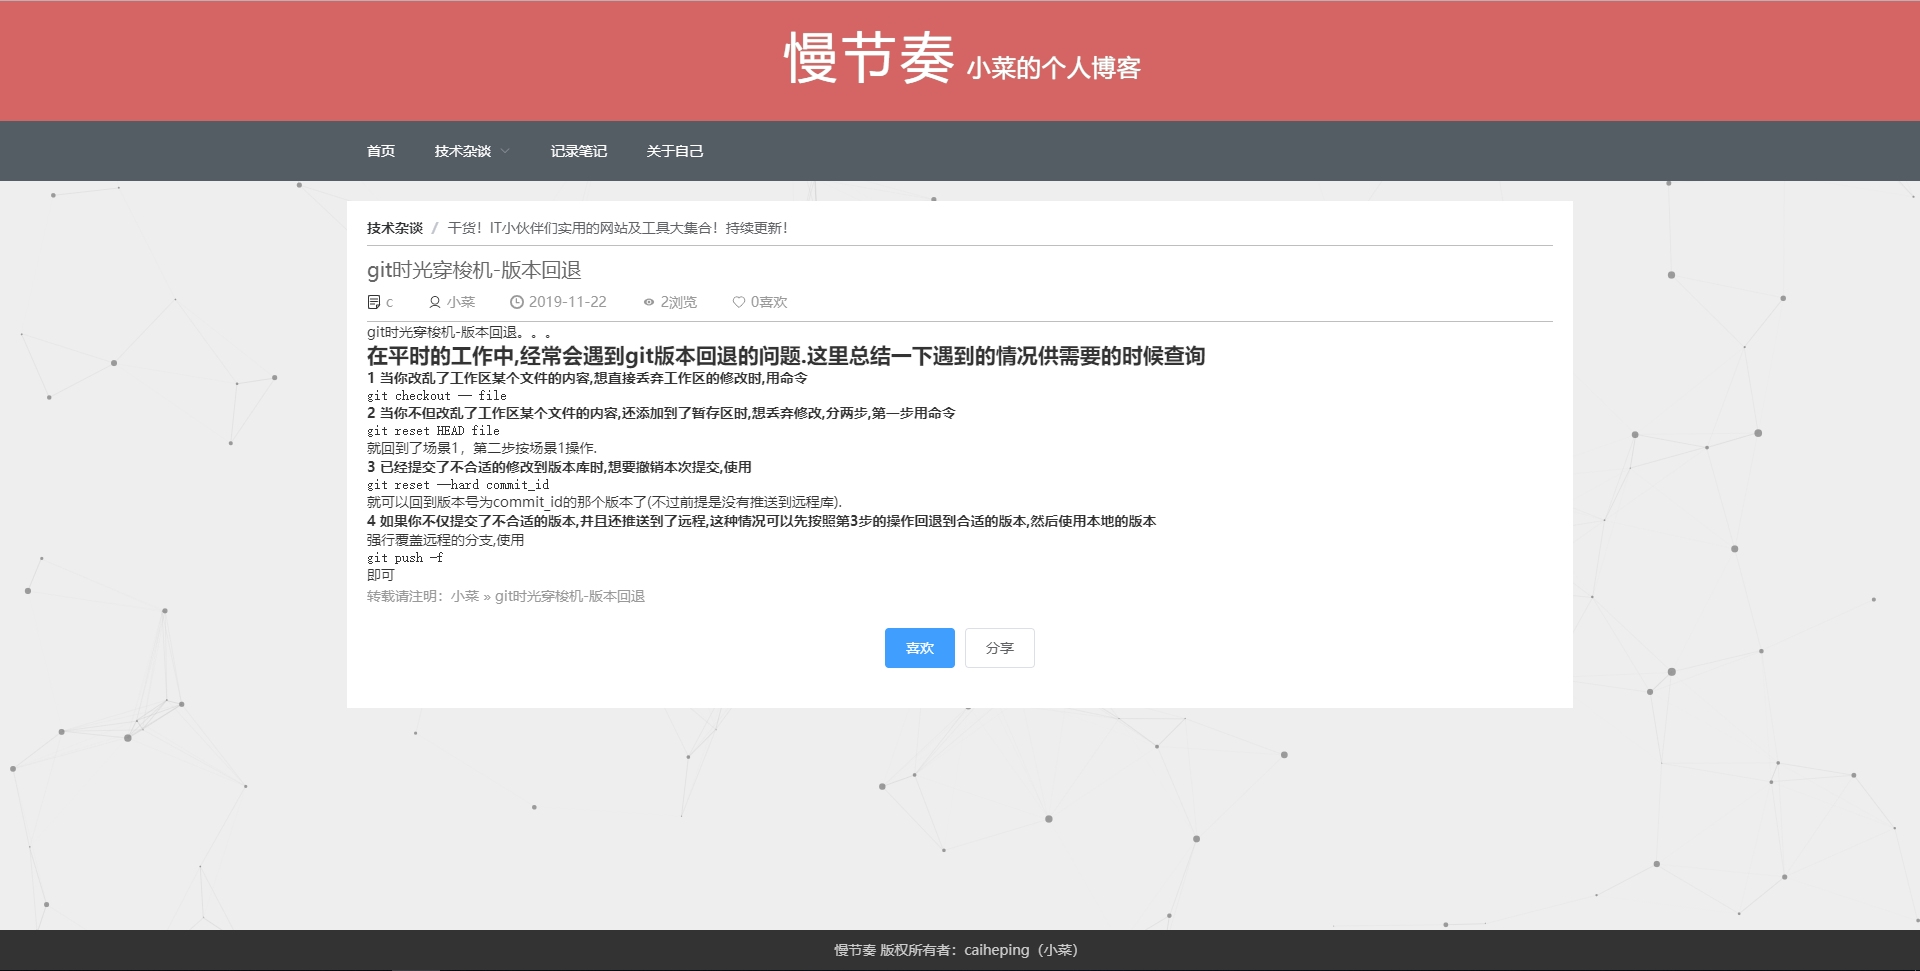 慢节奏 小菜的个人博客
首页 技术杂谈 记录笔记 关于自己
技术杂谈 / 干货！IT小伙伴们实用的网站及工具大集合！持续更新！
git时光穿梭机-版本回退
c 小菜 2019-11-22 2浏览 0喜欢
git时光穿梭机-版本回退。。。
在平时的工作中,经常会遇到git版本回退的问题.这里总结一下遇到的情况供需要的时候查询
1 当你改乱了工作区某个文件的内容,想直接丢弃工作区的修改时,用命令
git checkout -- file
2 当你不但改乱了工作区某个文件的内容,还添加到了暂存区时,想丢弃修改,分两步,第一步用命令
git reset HEAD file
就回到了场景1，第二步按场景1操作.
3 已经提交了不合适的修改到版本库时,想要撤销本次提交,使用
git reset --hard commit_id
就可以回到版本号为commit_id的那个版本了(不过前提是没有推送到远程库).
4 如果你不仅提交了不合适的版本,并且还推送到了远程,这种情况可以先按照第3步的操作回退到合适的版本,然后使用本地的版本
强行覆盖远程的分支,使用
git push -f
即可
转载请注明：小菜 » git时光穿梭机-版本回退
喜欢 分享
慢节奏 版权所有者：caiheping（小菜）